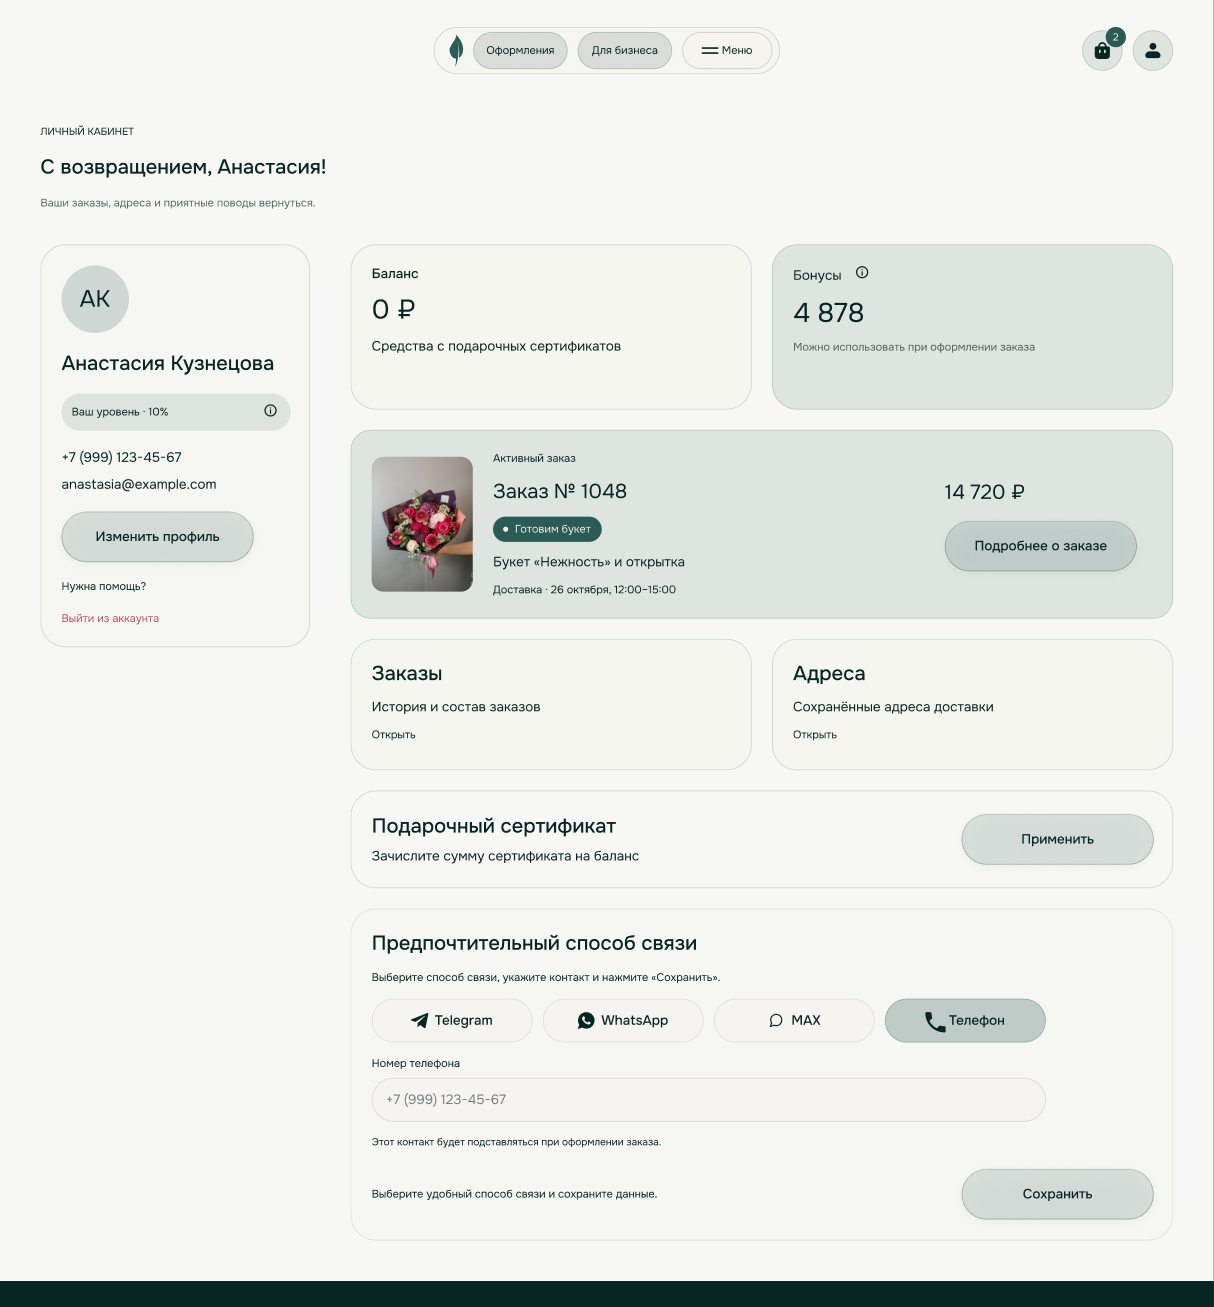 Оформления
Для бизнеса
Меню
2
ЛИЧНЫЙ КАБИНЕТ
С возвращением, Анастасия!
Ваши заказы, адреса и приятные поводы вернуться.
АК
Анастасия Кузнецова
Ваш уровень · 10%
+7 (999) 123-45-67
anastasia@example.com
Изменить профиль
Нужна помощь?
Выйти из аккаунта
Баланс
0 ₽
Средства с подарочных сертификатов
Бонусы
4 878
Можно использовать при оформлении заказа
Активный заказ
Заказ № 1048
Готовим букет
Букет «Нежность» и открытка
Доставка · 26 октября, 12:00–15:00
14 720 ₽
Подробнее о заказе
Заказы
История и состав заказов
Открыть
Адреса
Сохранённые адреса доставки
Открыть
Подарочный сертификат
Зачислите сумму сертификата на баланс
Применить
Предпочтительный способ связи
Выберите способ связи, укажите контакт и нажмите «Сохранить».
Telegram
WhatsApp
MAX
Телефон
Номер телефона
+7 (999) 123-45-67
Этот контакт будет подставляться при оформлении заказа.
Выберите удобный способ связи и сохраните данные.
Сохранить